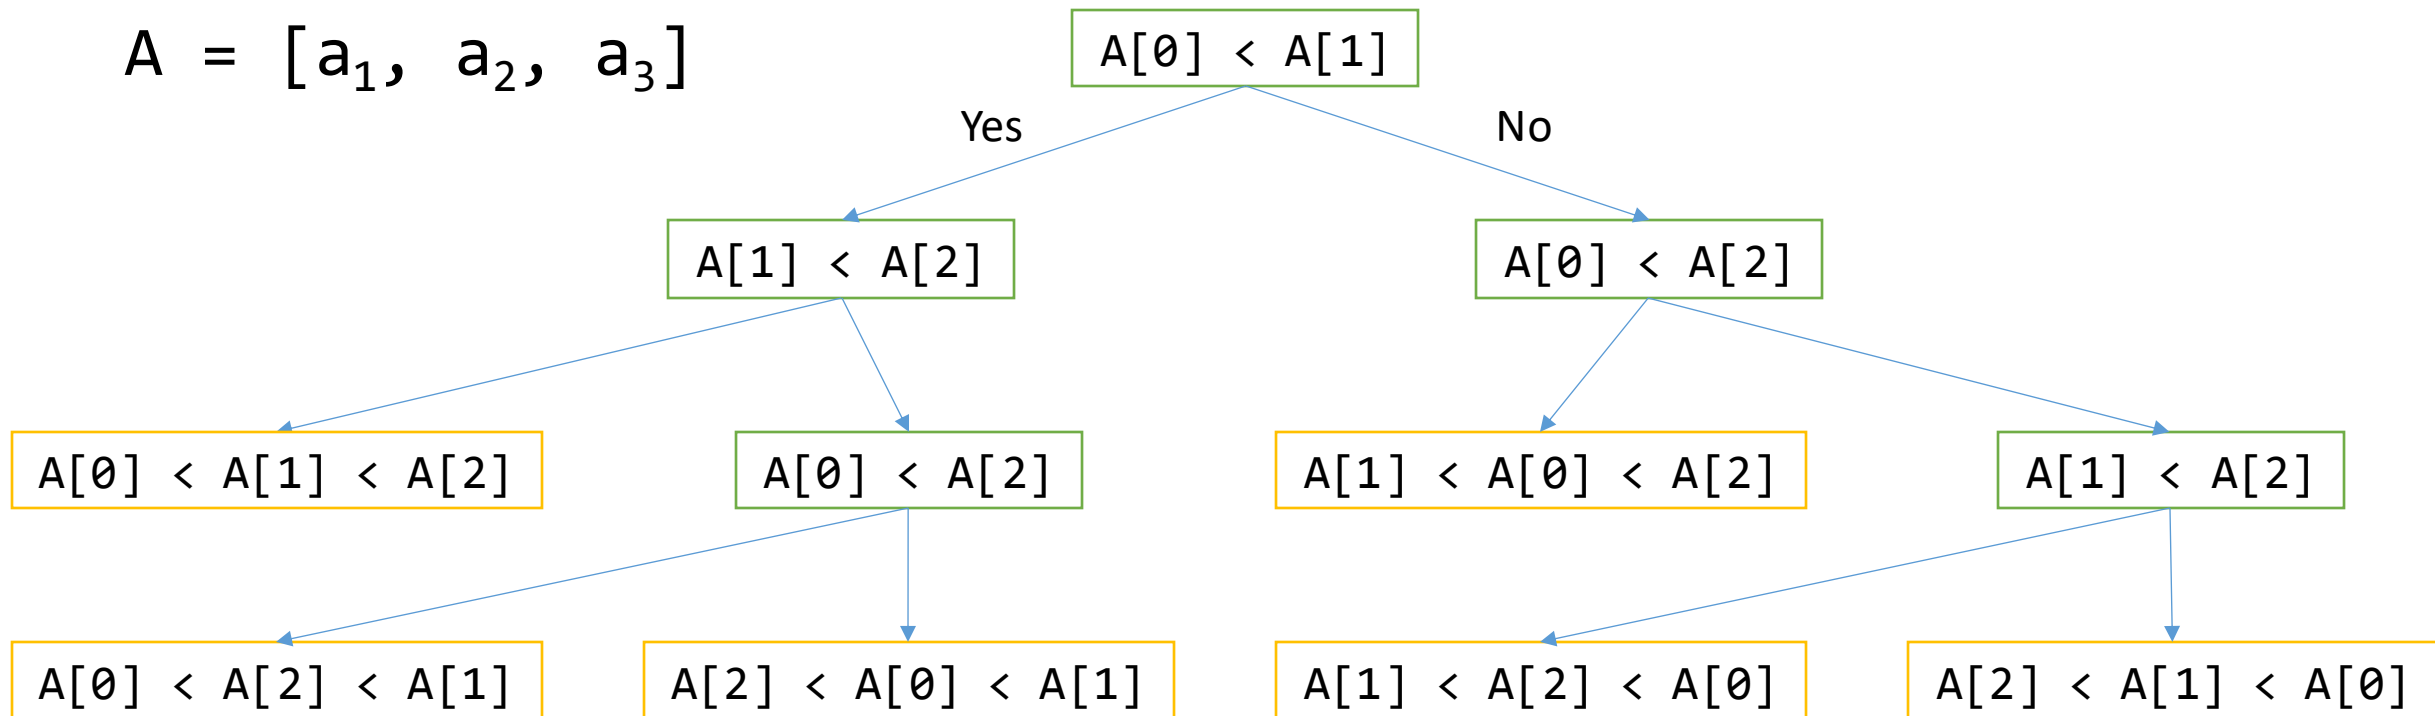 A = [a₁, a₂, a₃]
A[0] < A[1]
Yes
No
A[1] < A[2]
A[0] < A[2]
A[0] < A[1] < A[2]
A[0] < A[2]
A[1] < A[0] < A[2]
A[1] < A[2]
A[0] < A[2] < A[1]
A[2] < A[0] < A[1]
A[1] < A[2] < A[0]
A[2] < A[1] < A[0]